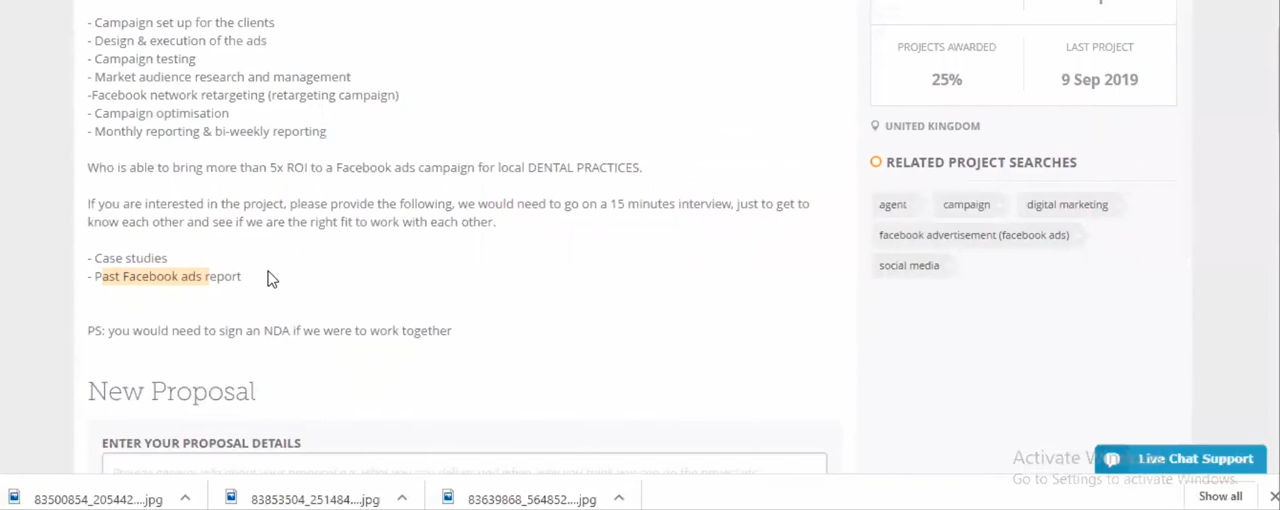 - Campaign set up for the clients
- Design & execution of the ads
- Campaign testing
- Market audience research and management
-Facebook network retargeting (retargeting campaign)
- Campaign optimisation
- Monthly reporting & bi-weekly reporting
Who is able to bring more than 5x ROI to a Facebook ads campaign for local DENTAL PRACTICES.
If you are interested in the project, please provide the following, we would need to go on a 15 minutes interview, just to get to
know each other and see if we are the right fit to work with each other.
- Case studies
- Past Facebook ads report
PS: you would need to sign an NDA if we were to work together
New Proposal
ENTER YOUR PROPOSAL DETAILS
PROJECTS AWARDED
25%
LAST PROJECT
9 Sep 2019
UNITED KINGDOM
RELATED PROJECT SEARCHES
agent
campaign
digital marketing
facebook advertisement (facebook ads)
social media
Activate
Live Chat Support
Go to Settings to activate Windows.
83500854_205442....jpg
83853504_251484....jpg
83639868_564852....jpg
Show all